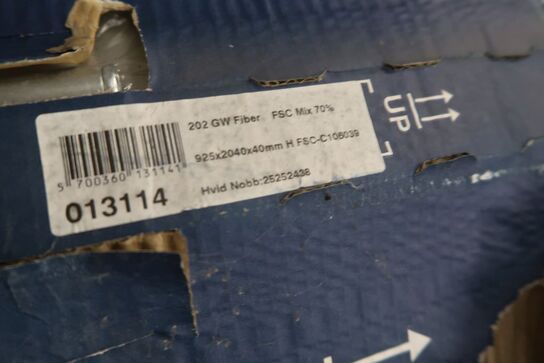 202 GW Fiber FSC Mix 70%
925x2040x40mm H FSC-C106039
5 700360 131141
013114
Hvid Nobb:25252438
UP